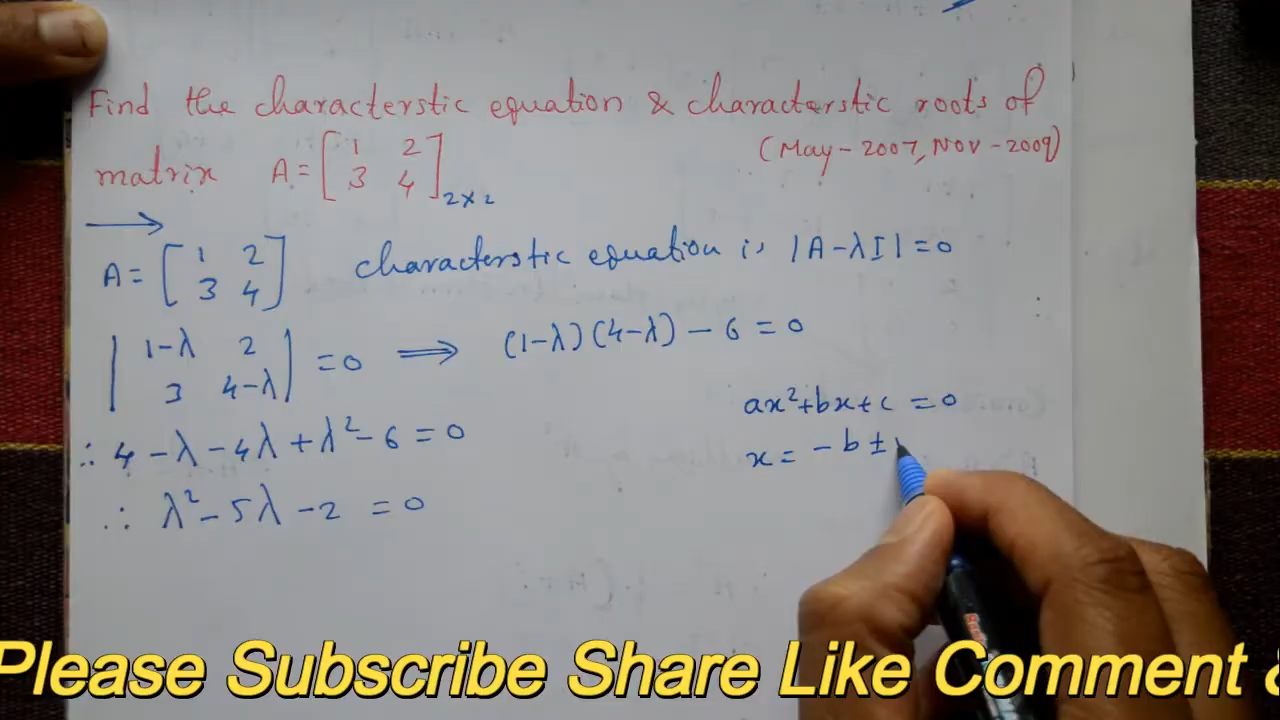 Find the characterstic equation & characterstic roots of
matrix A = [ 1 2
3 4 ]2×2
(May - 2007, Nov - 2009)
A = [ 1 2
3 4 ]
characterstic equation is |A - λI| = 0
| 1-λ 2
3 4-λ | = 0 ⟹ (1-λ)(4-λ) - 6 = 0
∴ 4 - λ - 4λ + λ² - 6 = 0
∴ λ² - 5λ - 2 = 0
ax² + bx + c = 0
x = - b ±
Please Subscribe Share Like Comment &